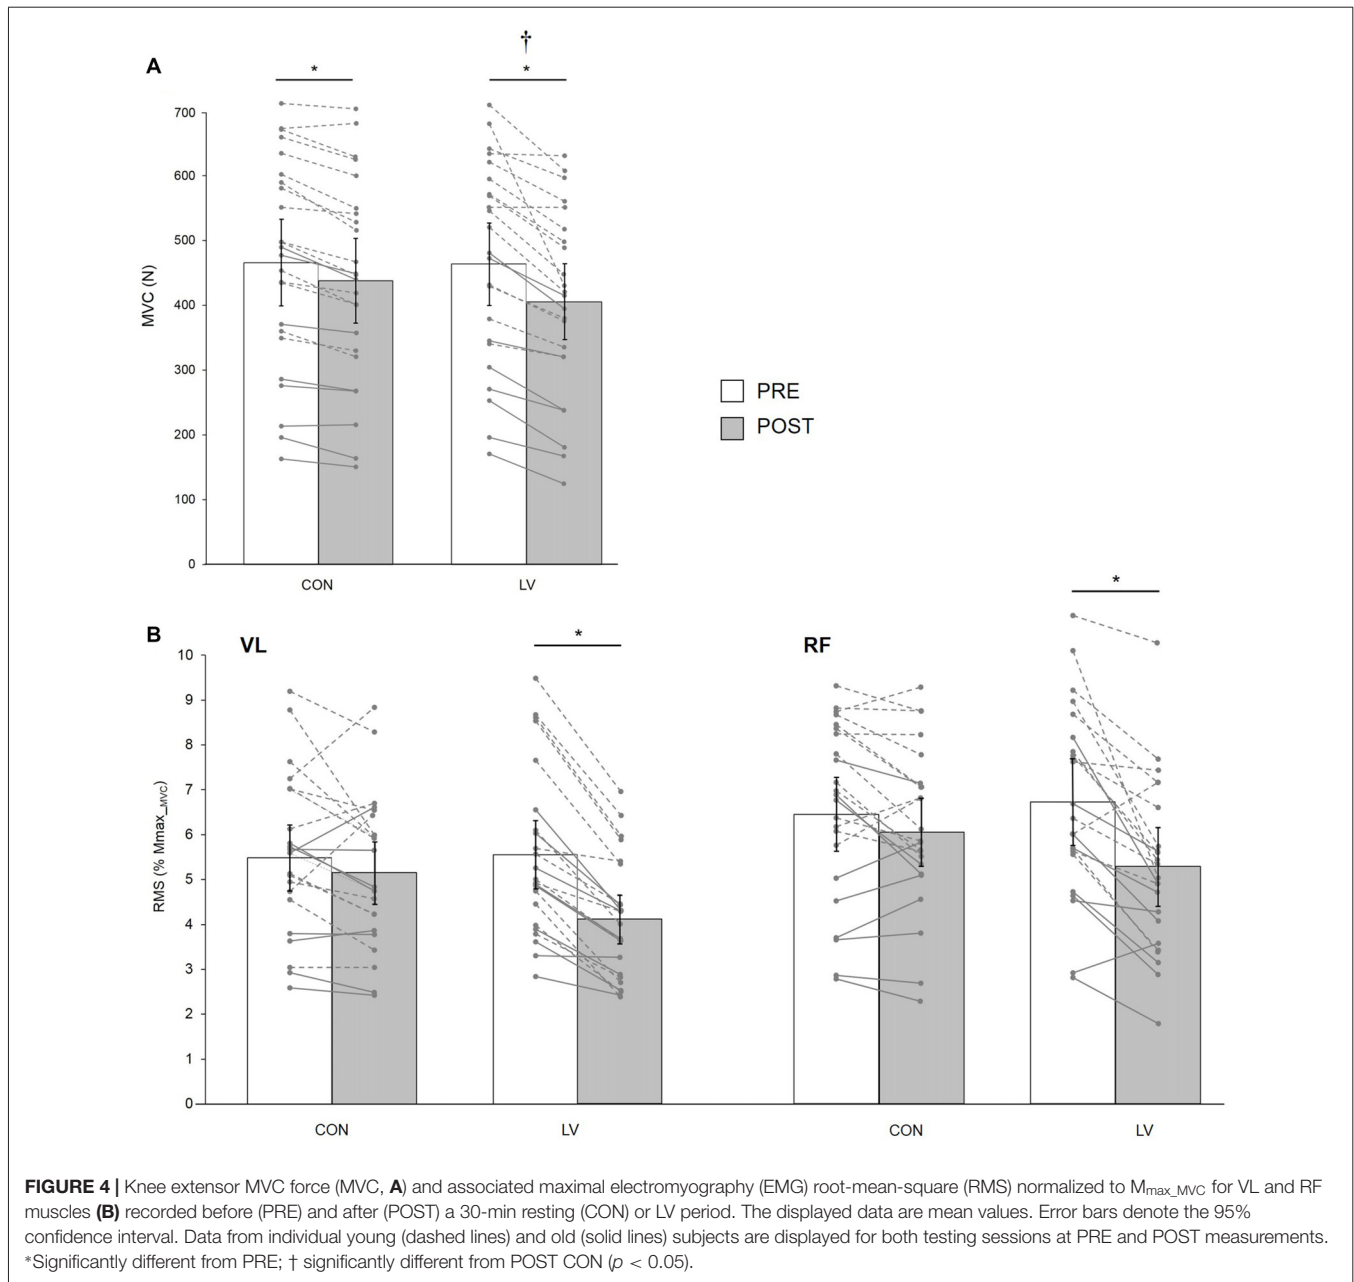 †
A
*
*
700
600
500
400
300
200
100
0
MVC (N)
CON
LV
PRE
POST
B
VL
*
RF
*
10
9
8
7
6
5
4
3
2
1
0
RMS (% Mmax_MVC)
CON
LV
CON
LV
FIGURE 4 | Knee extensor MVC force (MVC, A) and associated maximal electromyography (EMG) root-mean-square (RMS) normalized to Mmax_MVC for VL and RF
muscles (B) recorded before (PRE) and after (POST) a 30-min resting (CON) or LV period. The displayed data are mean values. Error bars denote the 95%
confidence interval. Data from individual young (dashed lines) and old (solid lines) subjects are displayed for both testing sessions at PRE and POST measurements.
*Significantly different from PRE; † significantly different from POST CON (p < 0.05).